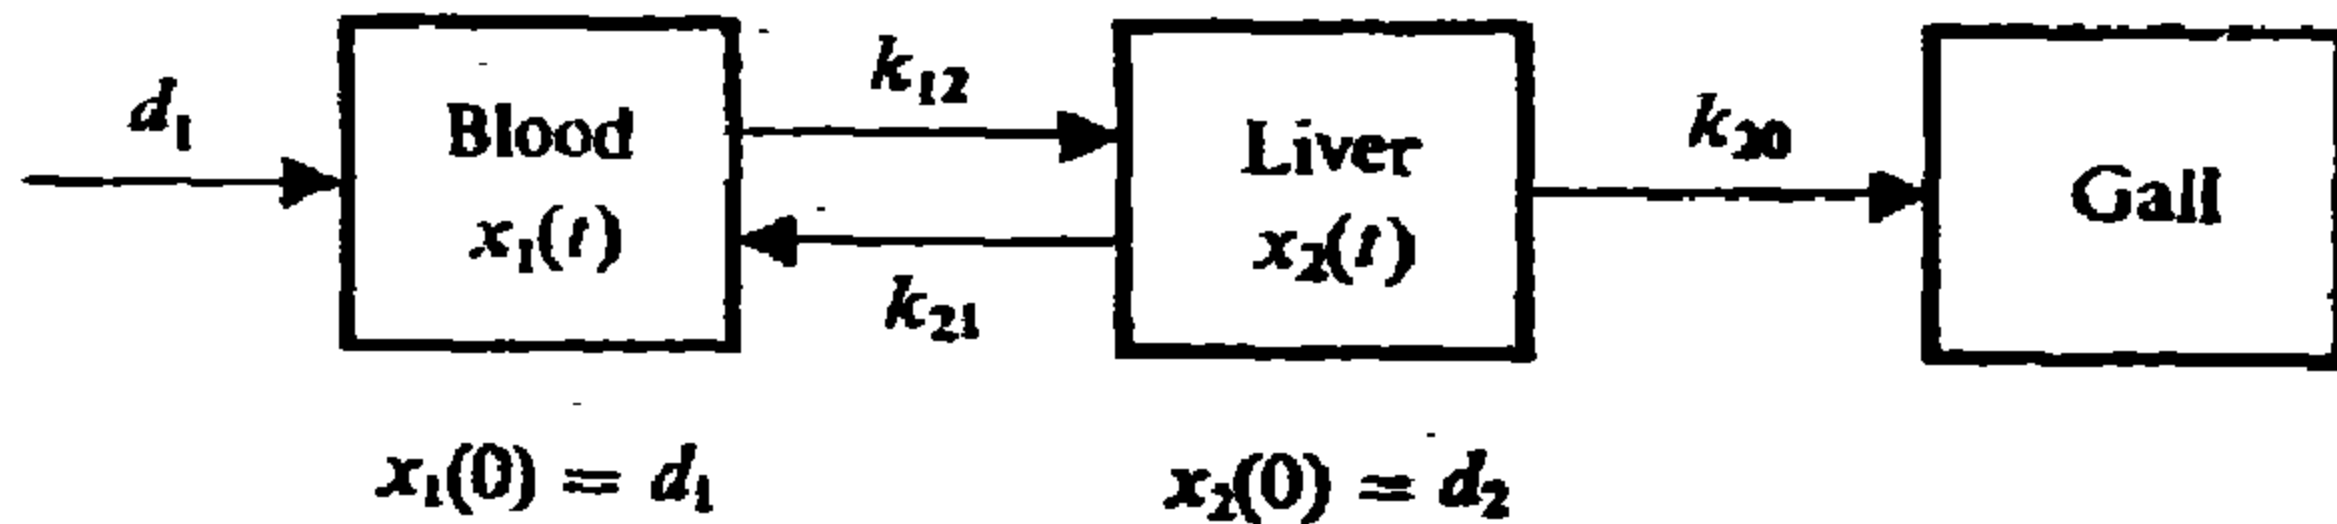 d₁
Blood
x₁(t)
k₁₂
k₂₁
Liver
x₂(t)
k₂₀
Gall
x₁(0) = d₁
x₂(0) = d₂